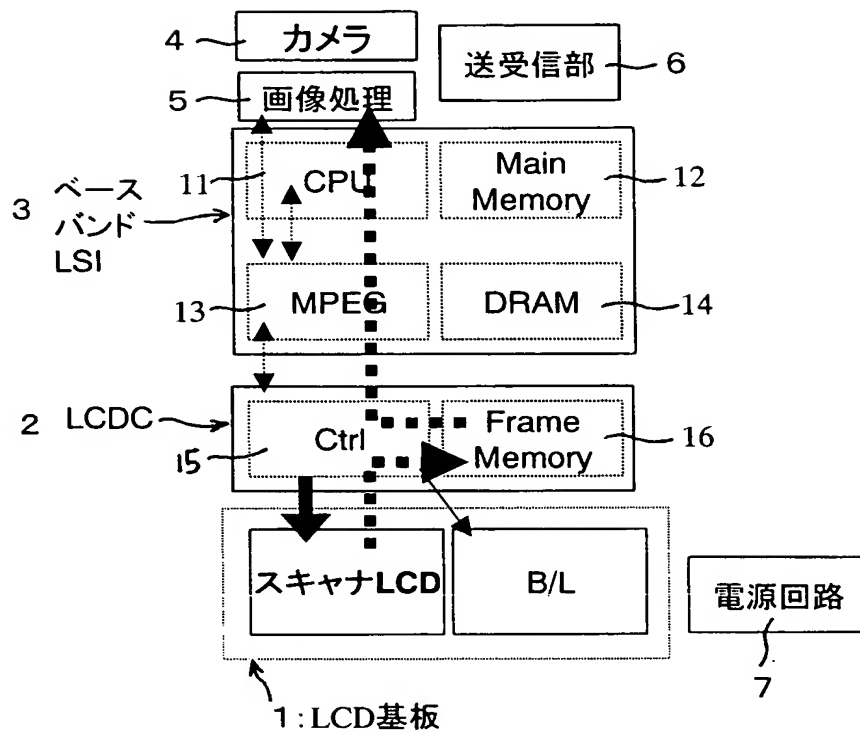 4
カメラ
送受信部
6
5
画像処理
3
ベース
バンド
LSI
11
CPU
Main
Memory
12
13
MPEG
DRAM
14
2
LCDC
15
Ctrl
Frame
Memory
16
スキャナLCD
B/L
電源回路
7
1:LCD基板